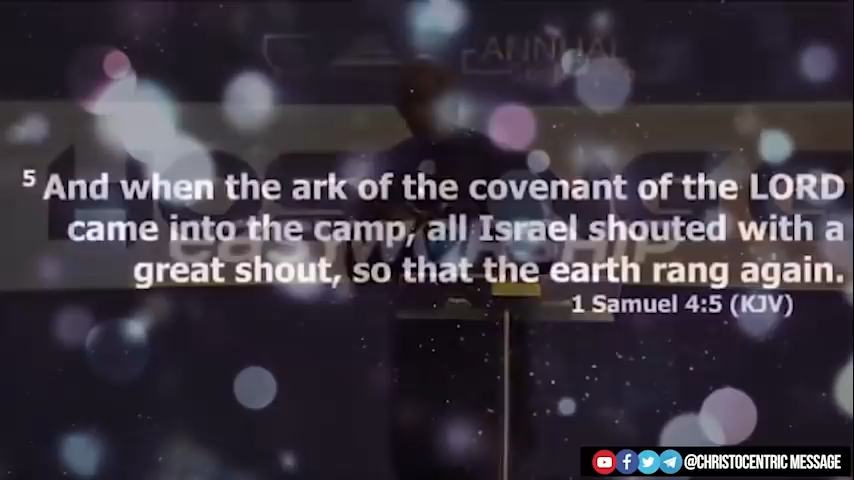 ANNUAL
5 And when the ark of the covenant of the LORD
came into the camp, all Israel shouted with a
great shout, so that the earth rang again.
1 Samuel 4:5 (KJV)
@CHRISTOCENTRIC MESSAGE